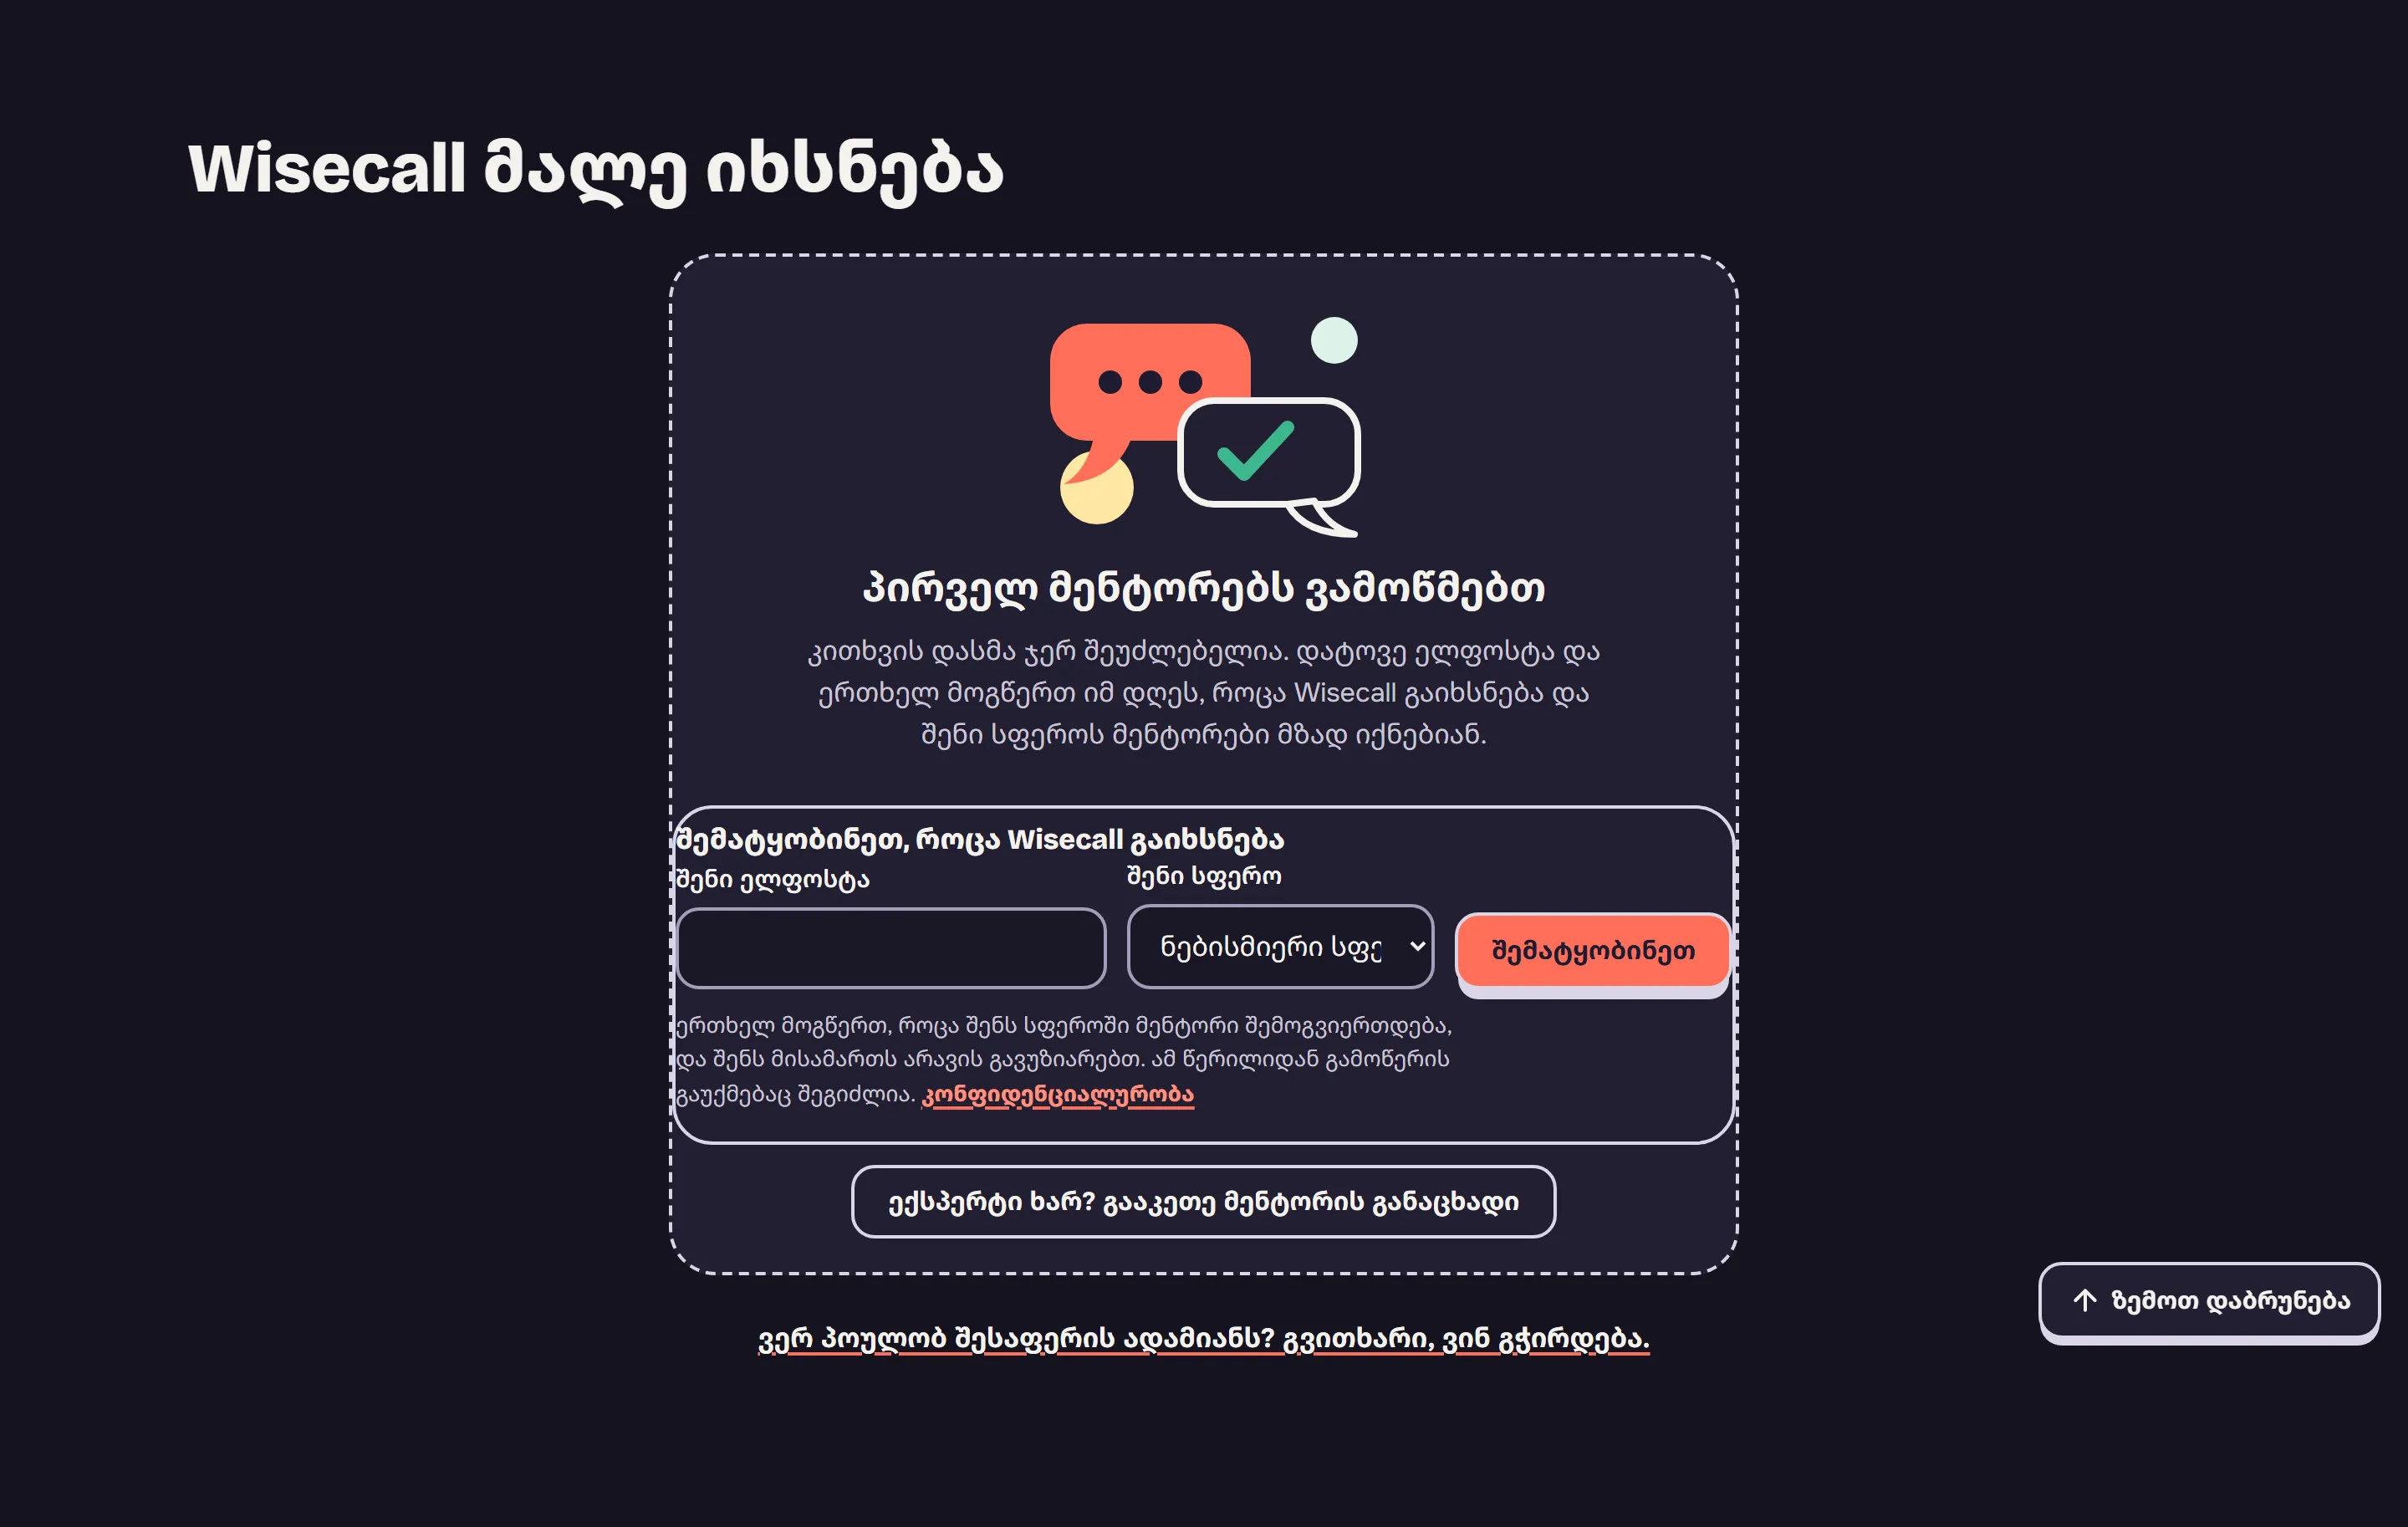 Wisecall მალე იხსნება
პირველ მენტორებს ვამოწმებთ
კითხვის დასმა ჯერ შეუძლებელია. დატოვე ელფოსტა და
ერთხელ მოგწერთ იმ დღეს, როცა Wisecall გაიხსნება და
შენი სფეროს მენტორები მზად იქნებიან.
შემატყობინეთ, როცა Wisecall გაიხსნება
შენი ელფოსტა
შენი სფერო
ნებისმიერი სფე
შემატყობინეთ
ერთხელ მოგწერთ, როცა შენს სფეროში მენტორი შემოგვიერთდება,
და შენს მისამართს არავის გავუზიარებთ. ამ წერილიდან გამოწერის
გაუქმებაც შეგიძლია. კონფიდენციალურობა
ექსპერტი ხარ? გააკეთე მენტორის განაცხადი
ზემოთ დაბრუნება
ვერ პოულობ შესაფერის ადამიანს? გვითხარი, ვინ გჭირდება.